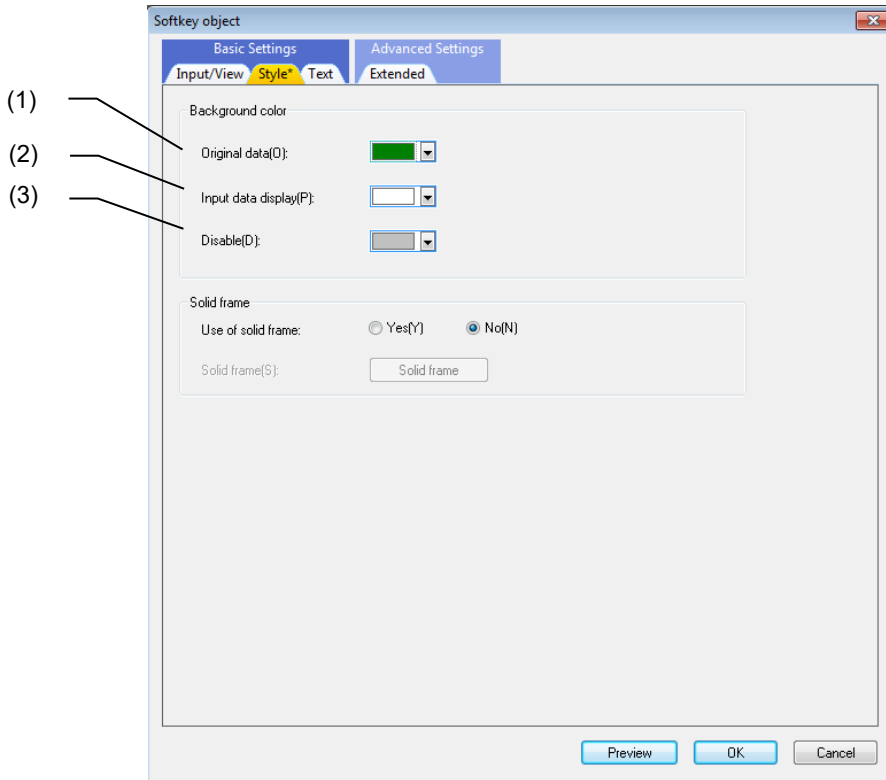 Softkey object
Basic Settings Advanced Settings
Input/View Style* Text Extended
(1)
Background color
(2)
Original data(O):
(3)
Input data display(P):
Disable(D):
Solid frame
Use of solid frame: Yes(Y) No(N)
Solid frame(S): Solid frame
Preview OK Cancel